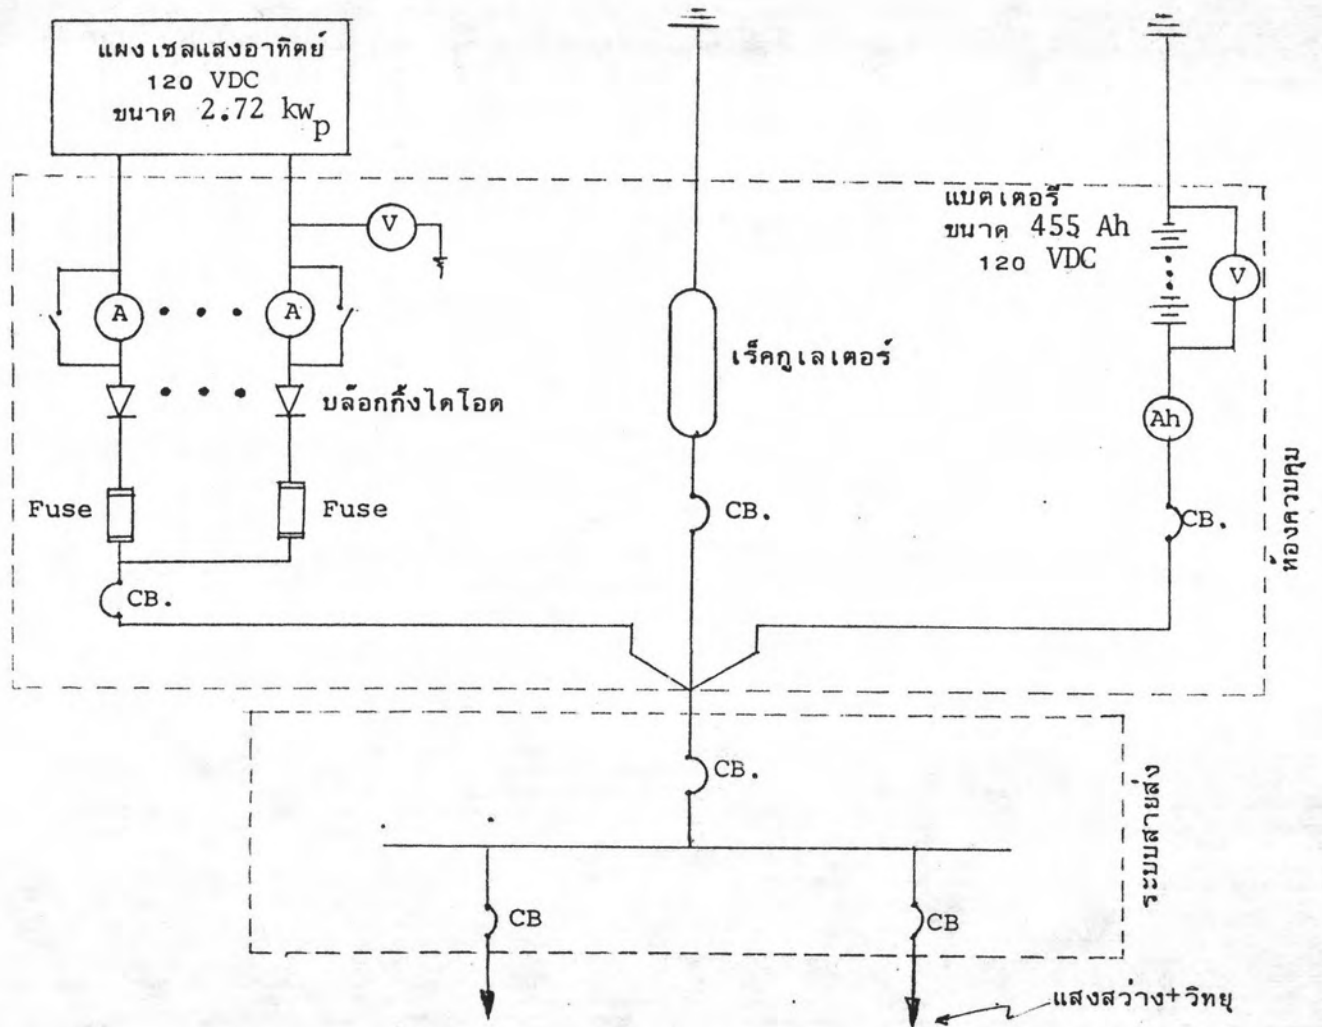 แผงเซลแสงอาทิตย์
120 VDC
ขนาด 2.72 kwp
V
A
A
บล๊อกกิ้งไดโอด
Fuse
Fuse
CB.
เร็คกูเลเตอร์
CB.
แบตเตอรี่
ขนาด 455 Ah
120 VDC
V
Ah
CB.
ห้องควบคุม
CB.
CB
CB
ระบบสายส่ง
แสงสว่าง+วิทยุ